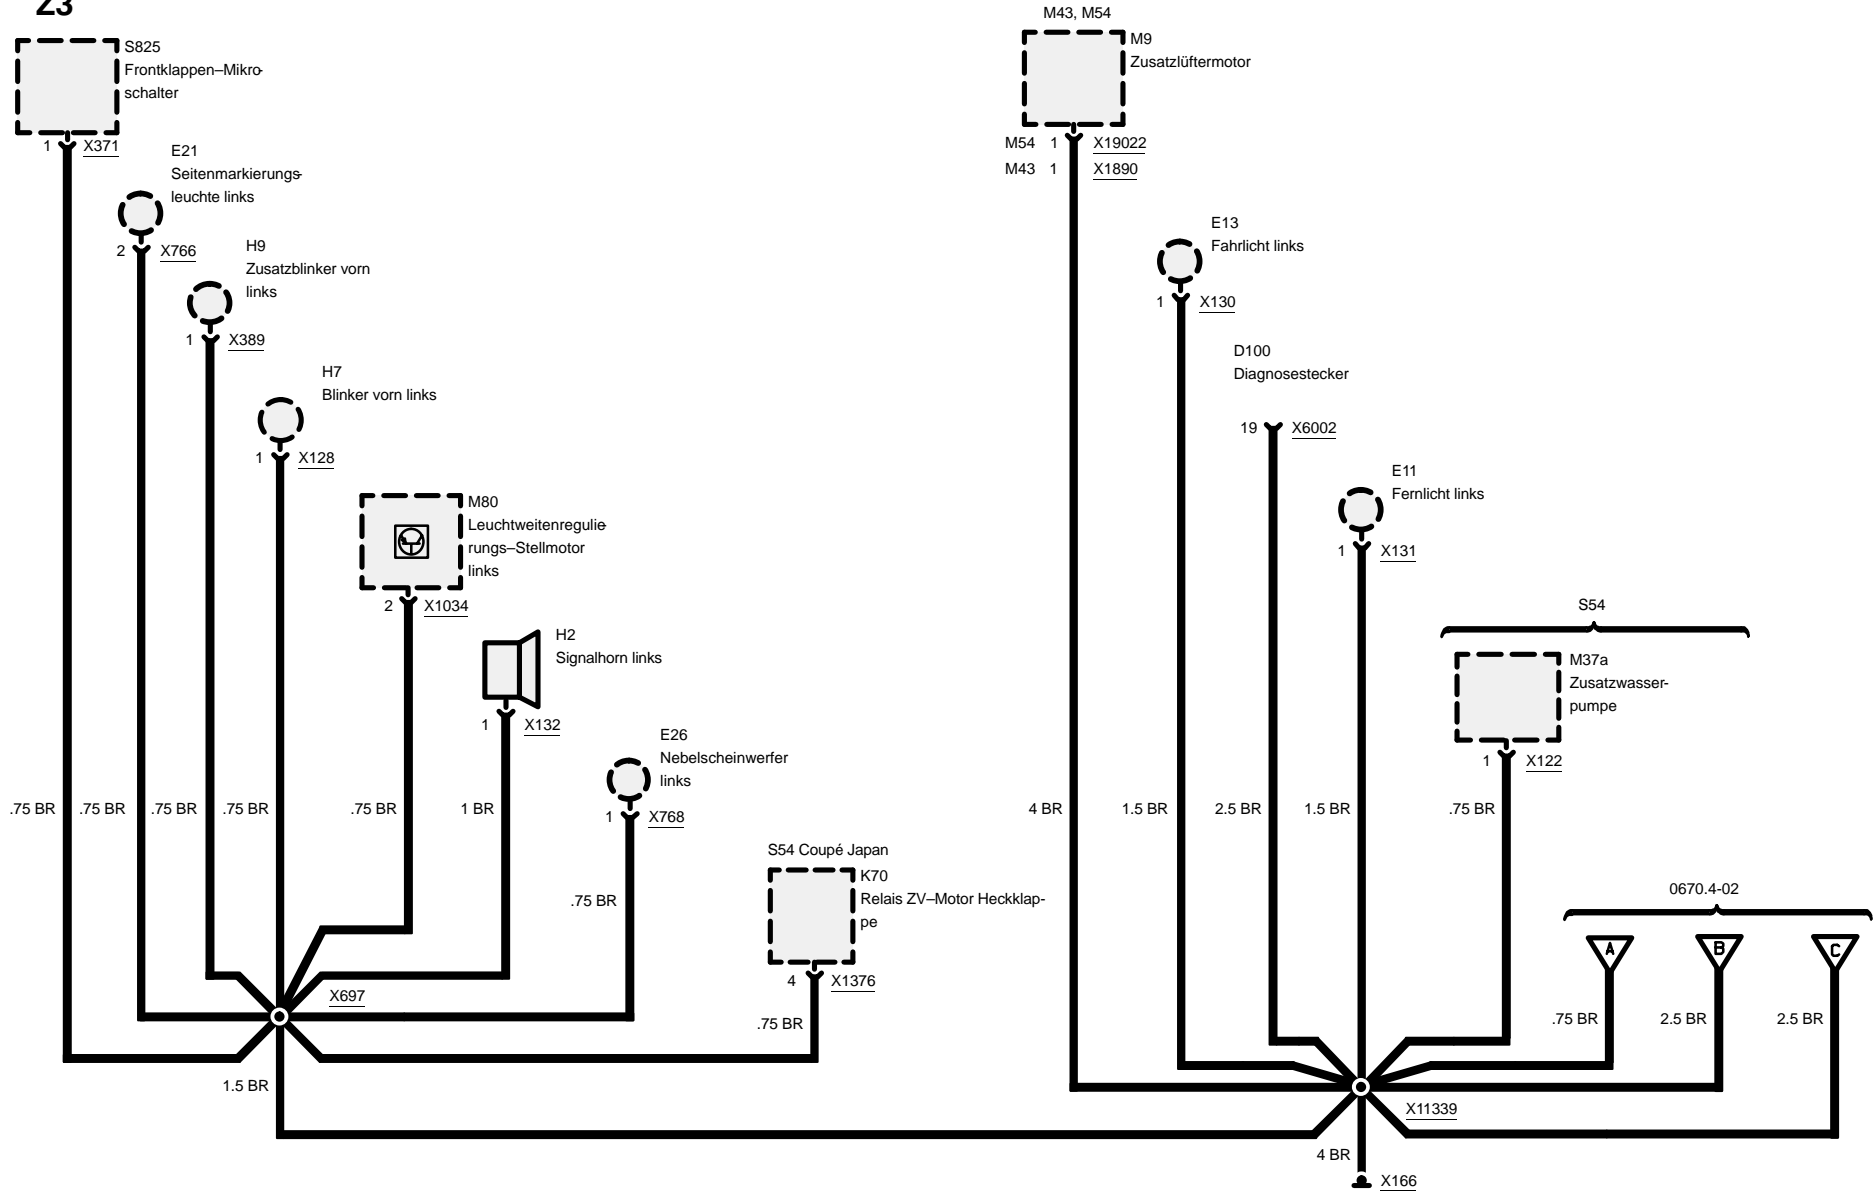 Z3
S825
Frontklappen–Mikro-
schalter
1 X371
E21
Seitenmarkierungs-
leuchte links
2 X766
H9
Zusatzblinker vorn
links
1 X389
H7
Blinker vorn links
1 X128
M80
Leuchtweitenregulie-
rungs–Stellmotor
links
2 X1034
H2
Signalhorn links
1 X132
E26
Nebelscheinwerfer
links
1 X768
.75 BR .75 BR .75 BR .75 BR .75 BR 1 BR
.75 BR
S54 Coupé Japan
K70
Relais ZV–Motor Heckklap-
pe
4 X1376
.75 BR
X697
1.5 BR
M43, M54
M9
Zusatzlüftermotor
M54 1 X19022
M43 1 X1890
E13
Fahrlicht links
1 X130
D100
Diagnosestecker
19 X6002
E11
Fernlicht links
1 X131
S54
M37a
Zusatzwasser-
pumpe
1 X122
4 BR 1.5 BR 2.5 BR 1.5 BR .75 BR
0670.4-02
A B C
.75 BR 2.5 BR 2.5 BR
X11339
4 BR
X166